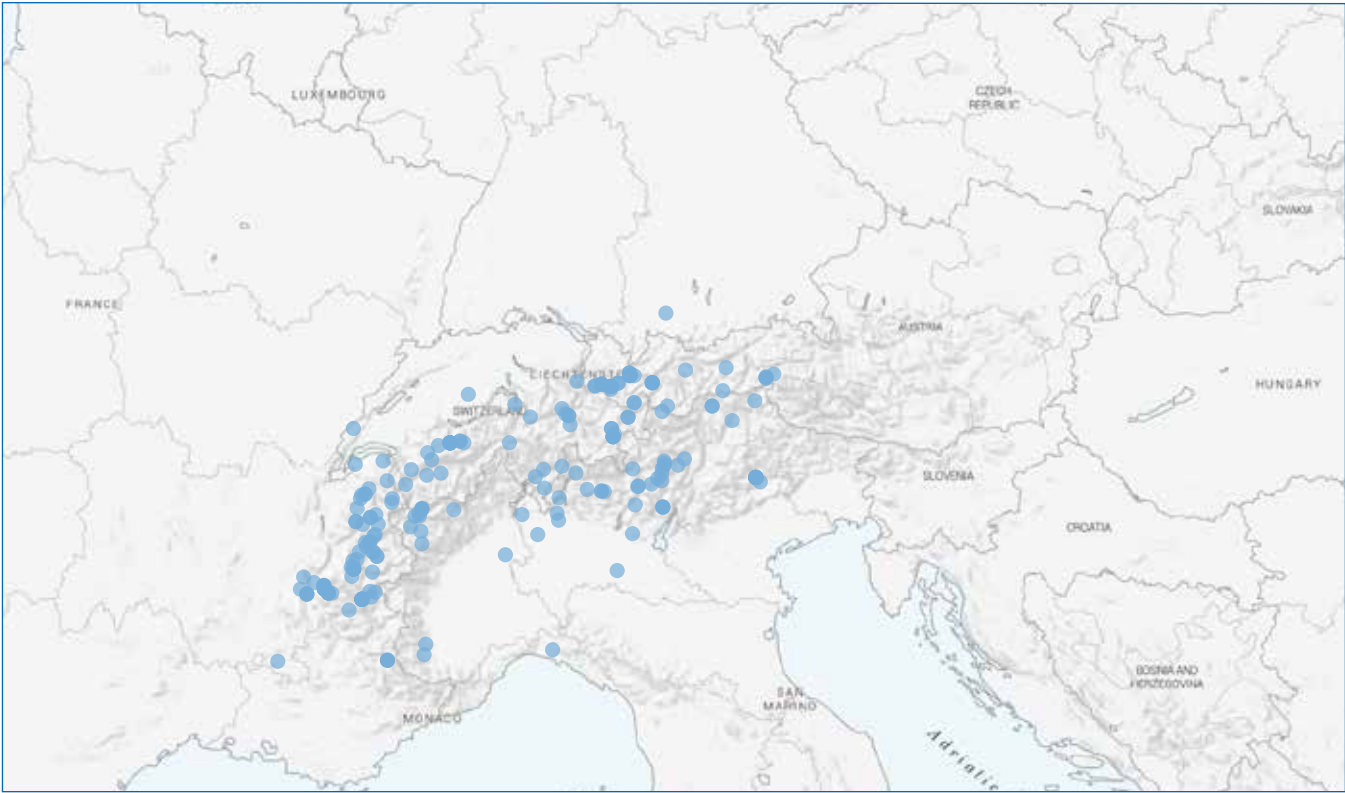 LUXEMBOURG
CZECH
REPUBLIC
SLOVAKIA
FRANCE
AUSTRIA
LIECHTENSTEIN
HUNGARY
SWITZERLAND
SLOVENIA
CROATIA
BOSNIA AND
HERZEGOVINA
SAN
MARINO
MONACO
Adriatic